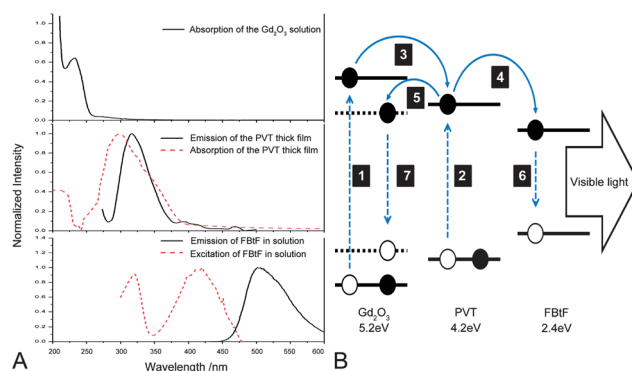 Absorption of the Gd₂O₃ solution
1.0
0.8
0.6
0.4
0.2
0.0
Emission of the PVT thick film
Absorption of the PVT thick film
1.0
0.8
0.6
0.4
0.2
0.0
Emission of FBtF in solution
Excitation of FBtF in solution
1.0
0.8
0.6
0.4
0.2
0.0
Normalized Intensity
200 250 300 350 400 450 500 550 600
Wavelength /nm
A
3
4
5
1
7
2
6
Visible light
Gd₂O₃ PVT FBtF
5.2eV 4.2eV 2.4eV
B